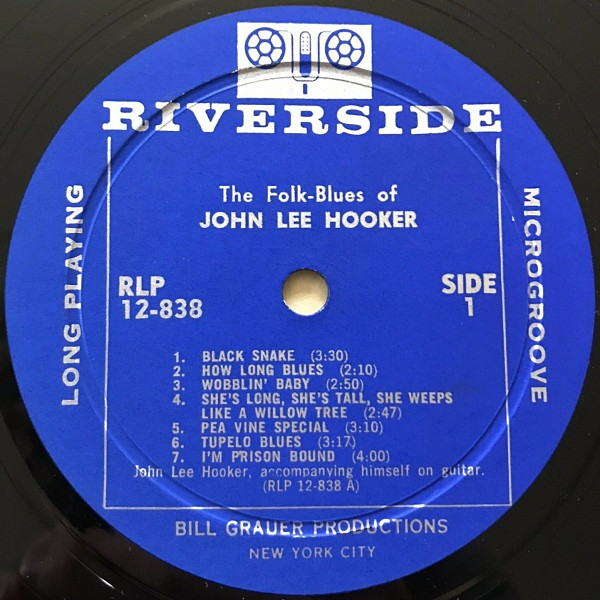 RIVERSIDE
The Folk-Blues of
JOHN LEE HOOKER
LONG PLAYING
MICROGROOVE
RLP
12-838
SIDE
1
1. BLACK SNAKE (3:30)
2. HOW LONG BLUES (2:10)
3. WOBBLIN' BABY (2:50)
4. SHE'S LONG, SHE'S TALL, SHE WEEPS
LIKE A WILLOW TREE (2:47)
5. PEA VINE SPECIAL (3:10)
6. TUPELO BLUES (3:17)
7. I'M PRISON BOUND (4:00)
John Lee Hooker, accompanying himself on guitar.
(RLP 12-838 A)
BILL GRAUER PRODUCTIONS
NEW YORK CITY